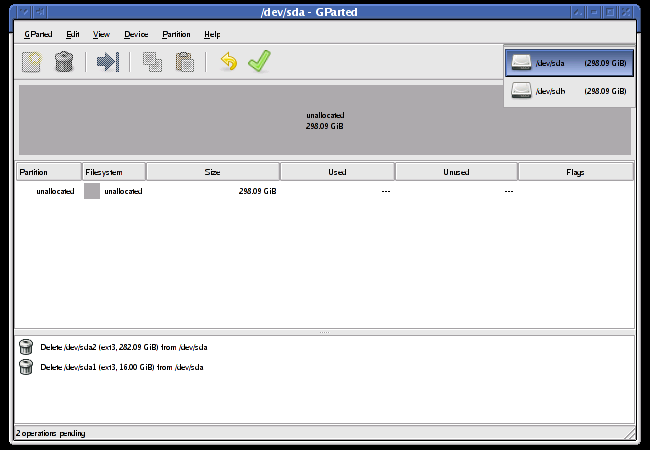 /dev/sda - GParted
GParted Edit View Device Partition Help
/dev/sda (298.09 GiB)
/dev/sdb (298.09 GiB)
unallocated
298.09 GiB
Partition Filesystem Size Used Unused Flags
unallocated unallocated 298.09 GiB --- ---
Delete /dev/sda2 (ext3, 282.09 GiB) from /dev/sda
Delete /dev/sda1 (ext3, 16.00 GiB) from /dev/sda
2 operations pending